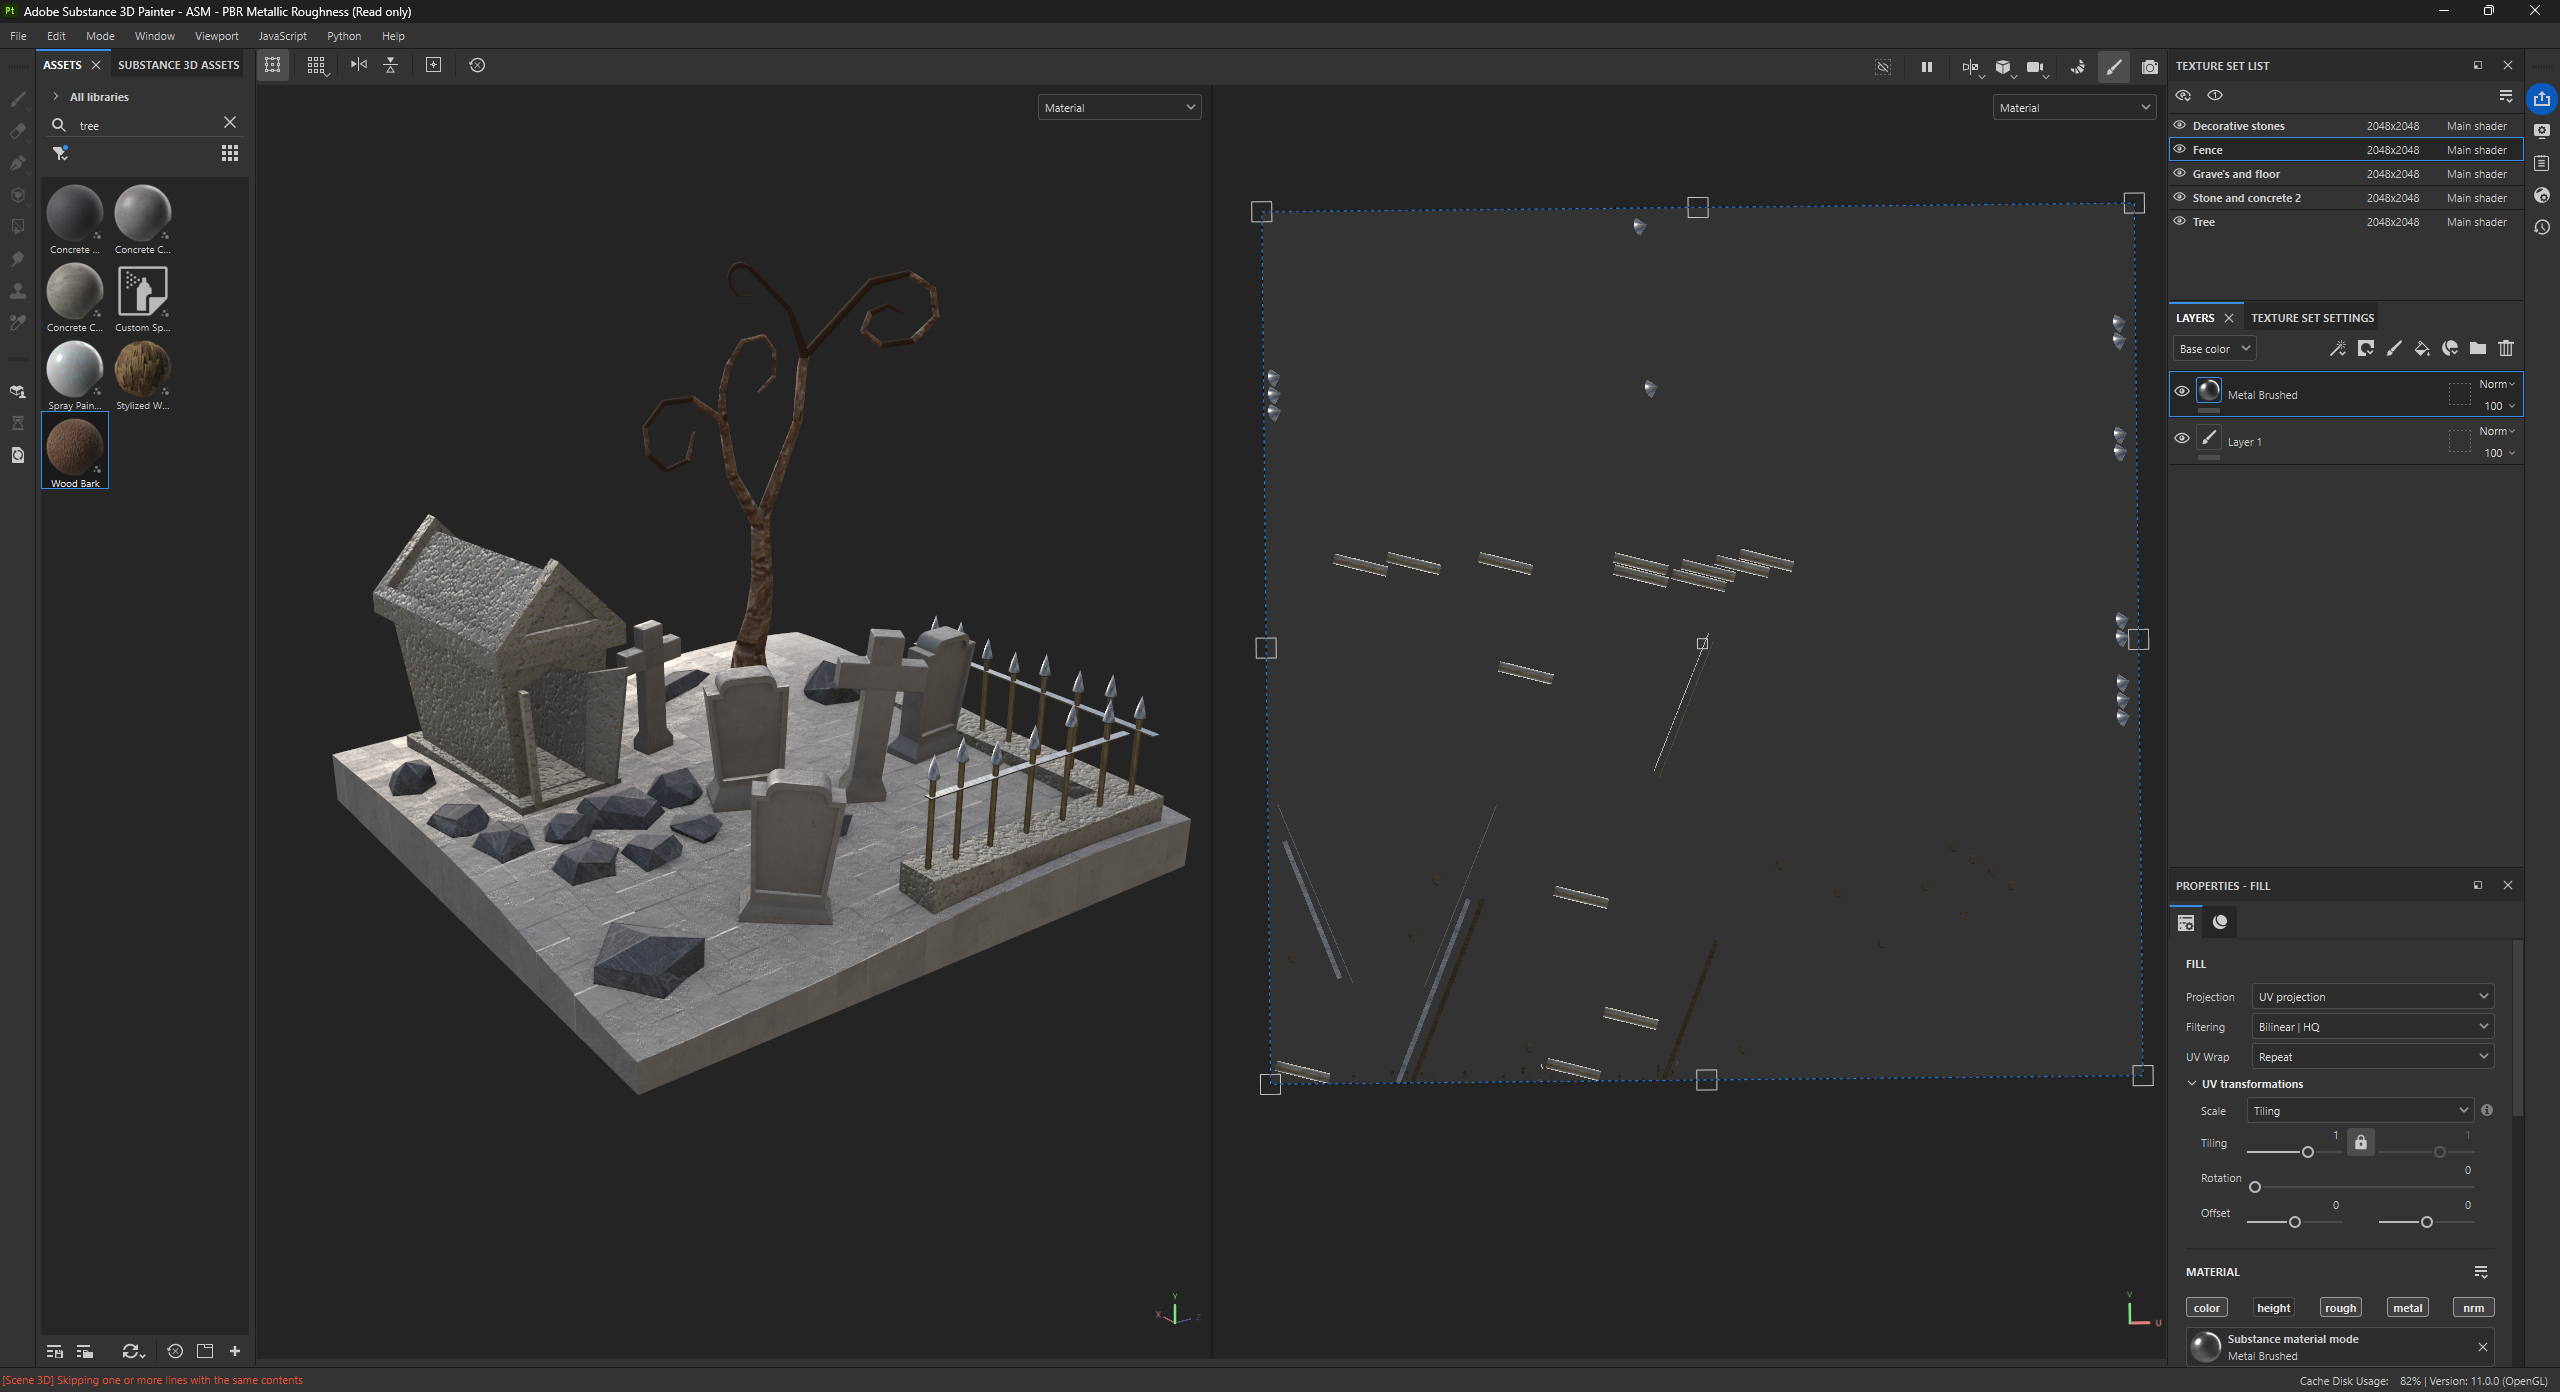 Pt Adobe Substance 3D Painter - ASM - PBR Metallic Roughness (Read only)
File Edit Mode Window Viewport JavaScript Python Help
ASSETS SUBSTANCE 3D ASSETS
All libraries
tree
Concrete ... Concrete C...
Concrete C... Custom Sp...
Spray Pain... Stylized W...
Wood Bark
Material
Material
TEXTURE SET LIST
Decorative stones 2048x2048 Main shader
Fence 2048x2048 Main shader
Grave's and floor 2048x2048 Main shader
Stone and concrete 2 2048x2048 Main shader
Tree 2048x2048 Main shader
LAYERS TEXTURE SET SETTINGS
Base color
Metal Brushed Norm 100
Layer 1 Norm 100
PROPERTIES - FILL
FILL
Projection UV projection
Filtering Bilinear | HQ
UV Wrap Repeat
UV transformations
Scale Tiling
Tiling 1 1
Rotation 0
Offset 0 0
MATERIAL
color height rough metal nrm
Substance material mode
Metal Brushed
Y X Z
V U
[Scene 3D] Skipping one or more lines with the same contents
Cache Disk Usage: 82% | Version: 11.0.0 (OpenGL)